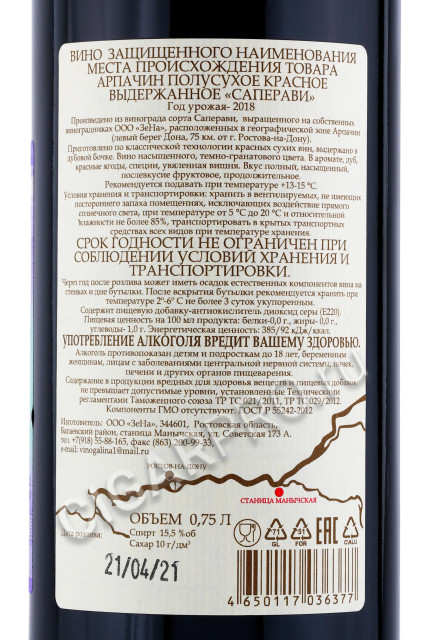 ВИНО ЗАЩИЩЕННОГО НАИМЕНОВАНИЯ
МЕСТА ПРОИСХОЖДЕНИЯ ТОВАРА
АРПАЧИН ПОЛУСУХОЕ КРАСНОЕ
ВЫДЕРЖАННОЕ «САПЕРАВИ»
Год урожая- 2018
Произведено из винограда сорта Саперави, выращенного на собственных
виноградниках ООО «ЗеНа», расположенных в географической зоне Арпачин
(левый берег Дона, 75 км. от г. Ростова-на-Дону).
Приготовлено по классической технологии красных сухих вин, выдержано в
дубовой бочке. Вино насыщенного, темно-гранатового цвета. В аромате, дуб,
красные ягоды, специи, увяленная вишня. Вкус полный, насыщенный,
послевкусие фруктовое, продолжительное.
Рекомендуется подавать при температуре +13-15 °C.
Условия хранения и транспортировки: хранить в вентилируемых, не имеющих
постороннего запаха помещениях, исключающих воздействие прямого
солнечного света, при температуре от 5 °C до 20 °C и относительной
влажности не более 85%, транспортировать в крытых транспортных
средствах всех видов при температуре хранения.
СРОК ГОДНОСТИ НЕ ОГРАНИЧЕН ПРИ
СОБЛЮДЕНИИ УСЛОВИЙ ХРАНЕНИЯ И
ТРАНСПОРТИРОВКИ.
Через год после розлива может иметь осадок естественных компонентов вина на
стенках и дне бутылки. После вскрытия бутылки рекомендуется хранить при
температуре 2º-6º С не более 3 суток укупоренным.
Содержит пищевую добавку-антиокислитель диоксид серы (E220).
Пищевая ценность на 100 мл продукта: белки-0,0 г., жиры- 0,0 г.,
углеводы- 1,0 г. Энергетическая ценность: 385/92 кДж/ккал.
УПОТРЕБЛЕНИЕ АЛКОГОЛЯ ВРЕДИТ ВАШЕМУ ЗДОРОВЬЮ.
Алкоголь противопоказан детям и подросткам до 18 лет, беременным
женщинам, лицам с заболеваниями центральной нервной системы, почек,
печени и других органов пищеварения.
Содержание в продукции вредных для здоровья веществ и пищевых добавок
не превышает допустимые уровни, установленные Техническими
регламентами Таможенного союза ТР ТС 021/2011, ТР ТС 029/2012.
Компоненты ГМО отсутствуют. ГОСТ Р 55242-2012
Изготовитель: ООО «ЗеНа», 344601, Ростовская область,
Багаевский район, станица Манычская, ул. Советская 173 А.
тел. +7(918) 55-88-165, факс (863) 200-99-33,
e-mail: vinogalina1@mail.ru
РОСТОВ-НА-ДОНУ
СТАНИЦА МАНЫЧСКАЯ
ОБЪЕМ 0,75 Л
Дата розлива:
Спирт 15,5 %об
Сахар 10 г/дм³
21/04/21
71
GL
51
FOR
EAC
CALU
4 650117 036377